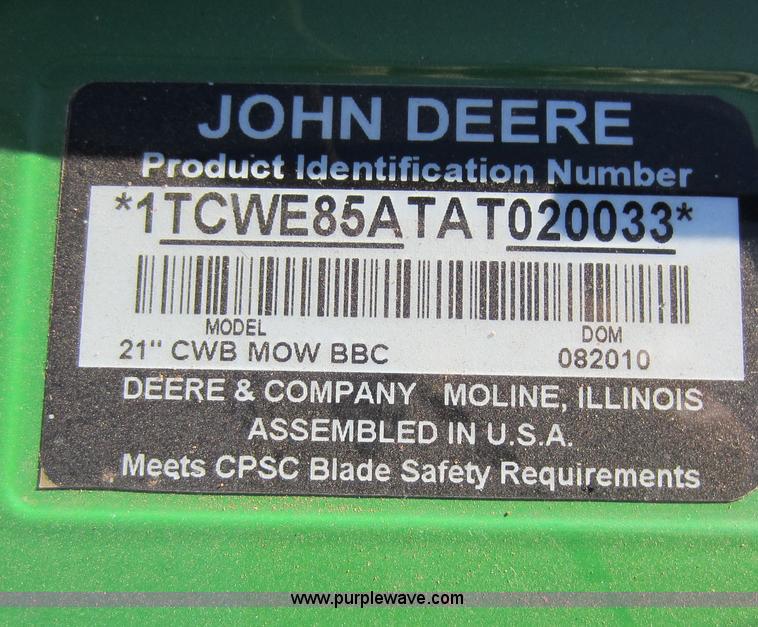 JOHN DEERE
Product Identification Number
*1TCWE85ATAT020033*
MODEL DOM
21" CWB MOW BBC 082010
DEERE & COMPANY MOLINE, ILLINOIS
ASSEMBLED IN U.S.A.
Meets CPSC Blade Safety Requirements
www.purplewave.com